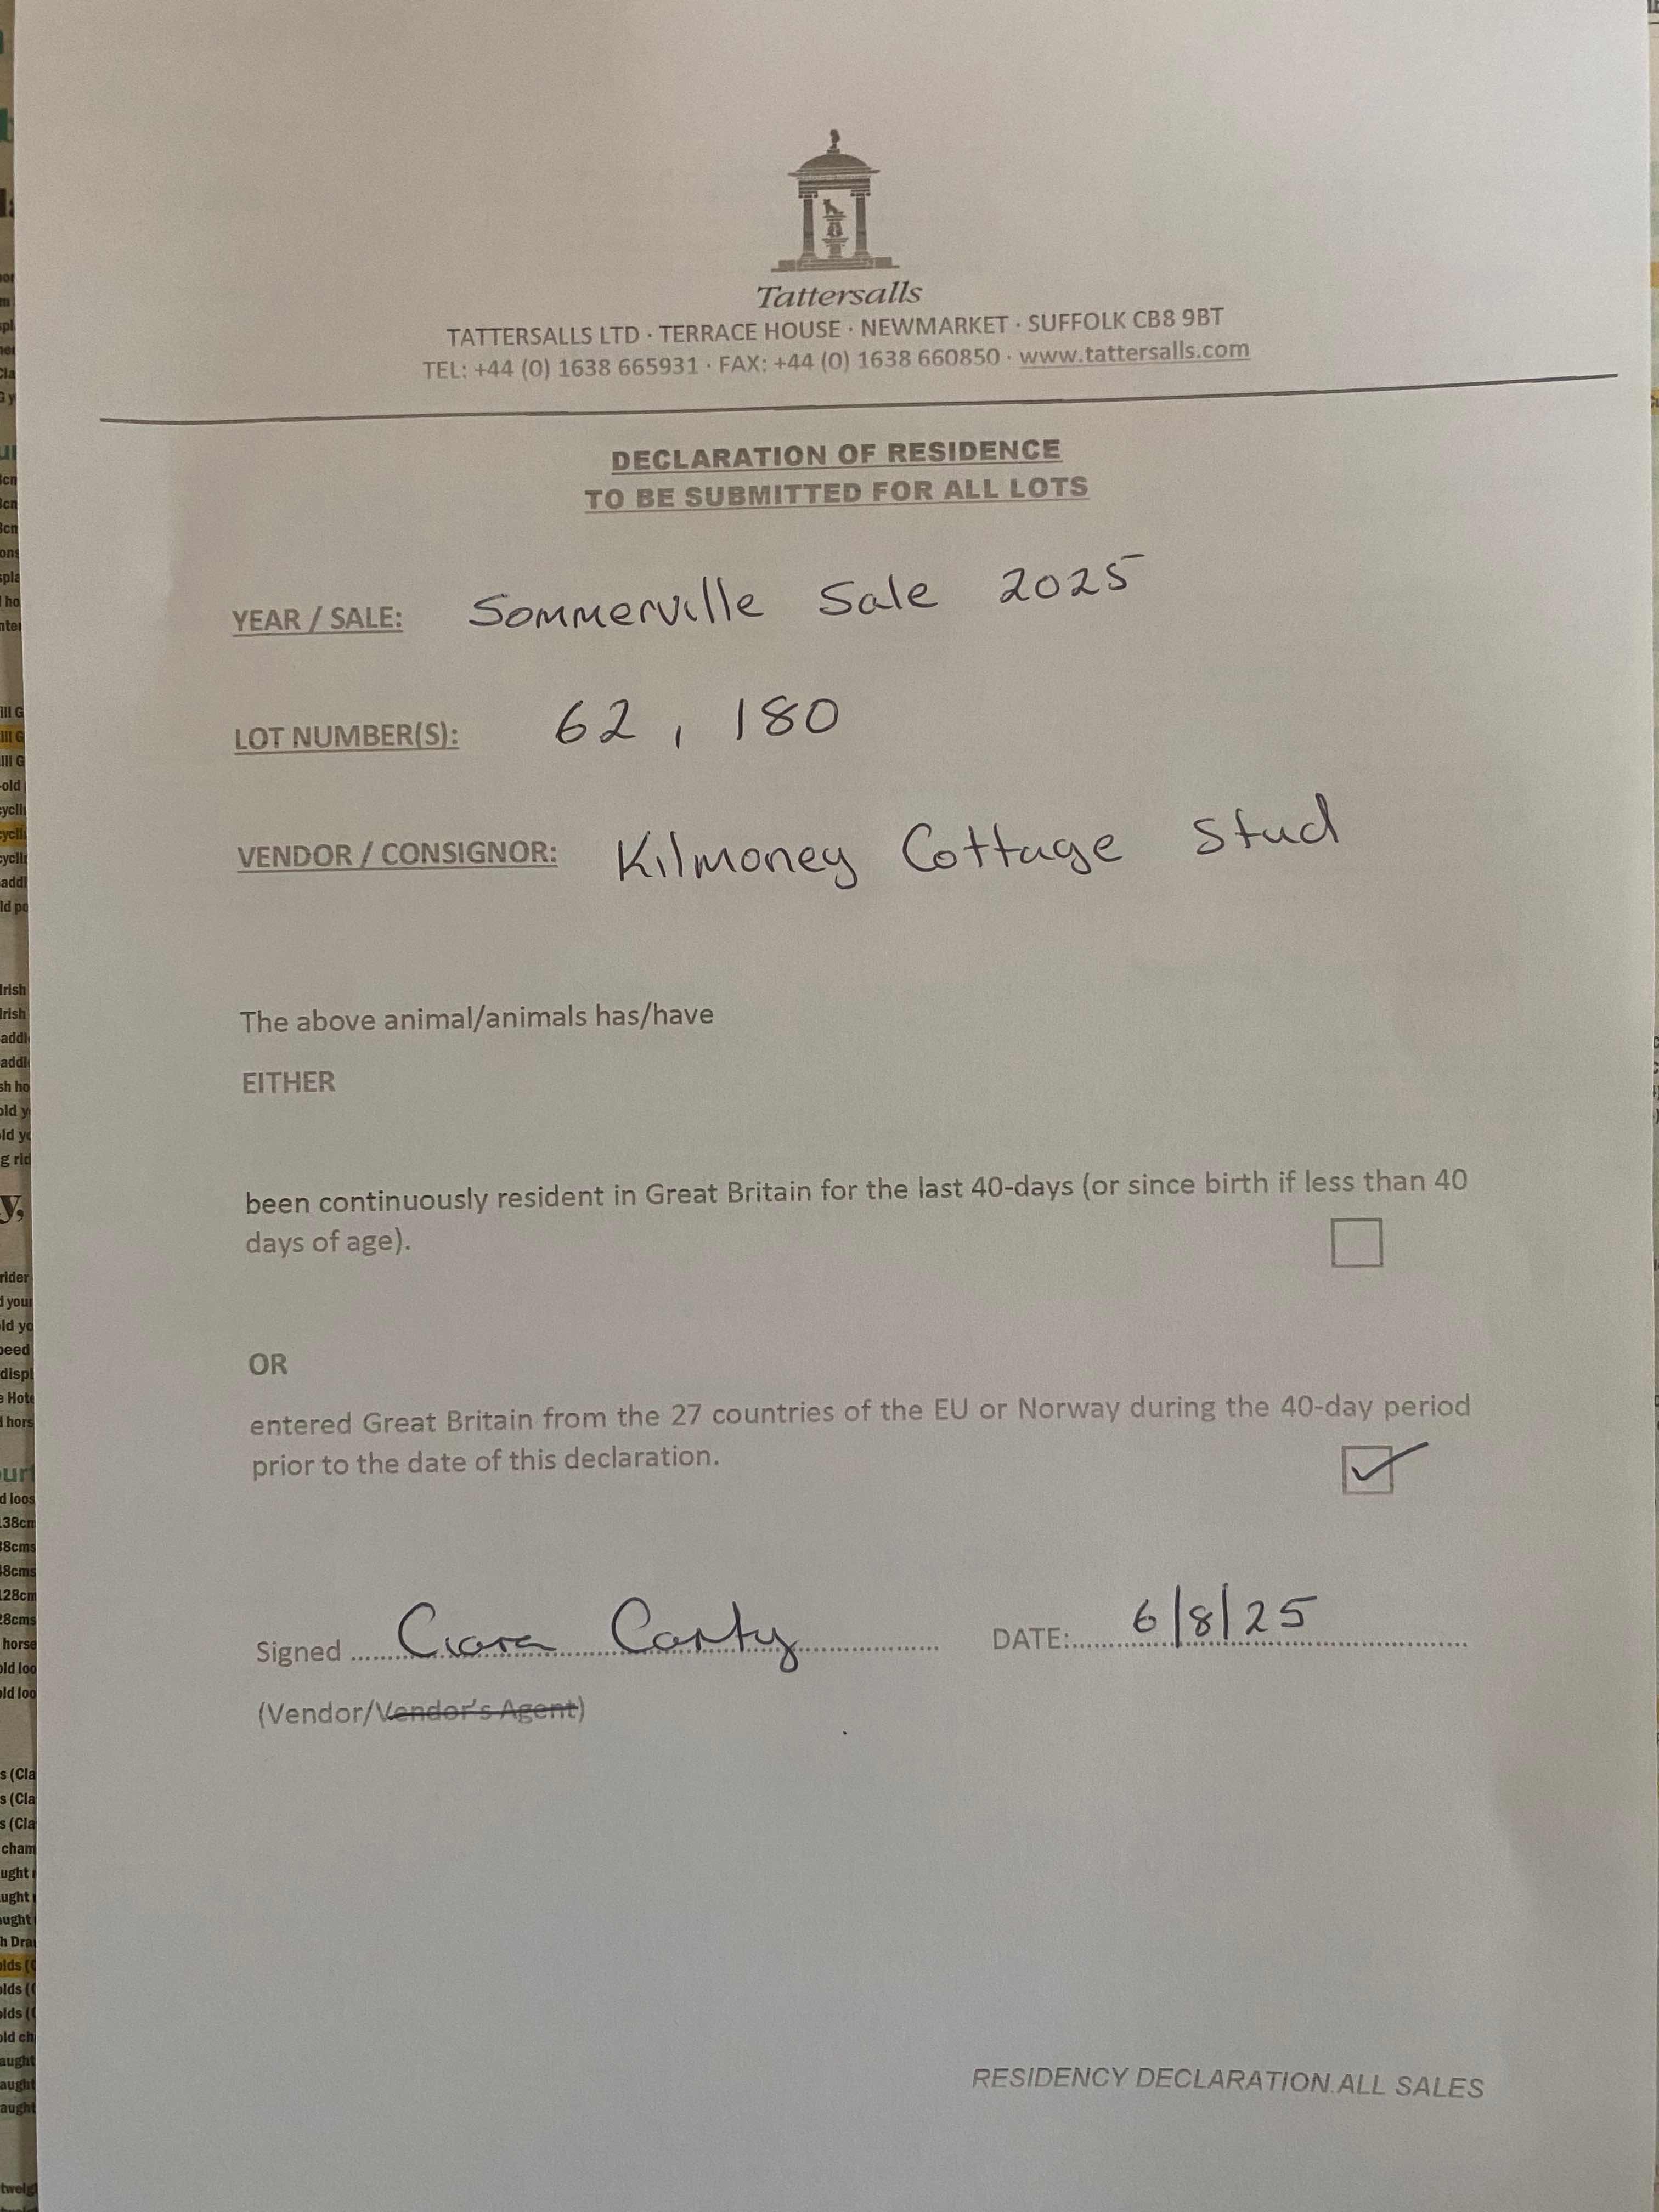 Tattersalls
TATTERSALLS LTD · TERRACE HOUSE · NEWMARKET · SUFFOLK CB8 9BT
TEL: +44 (0) 1638 665931 · FAX: +44 (0) 1638 660850 · www.tattersalls.com
DECLARATION OF RESIDENCE
TO BE SUBMITTED FOR ALL LOTS
YEAR / SALE: Sommerville Sale 2025
LOT NUMBER(S): 62, 180
VENDOR / CONSIGNOR: Kilmoney Cottage Stud
The above animal/animals has/have
EITHER
been continuously resident in Great Britain for the last 40-days (or since birth if less than 40
days of age).
OR
entered Great Britain from the 27 countries of the EU or Norway during the 40-day period
prior to the date of this declaration.
Signed Ciara Carty DATE: 6/8/25
(Vendor/Vendor's Agent)
RESIDENCY DECLARATION.ALL SALES